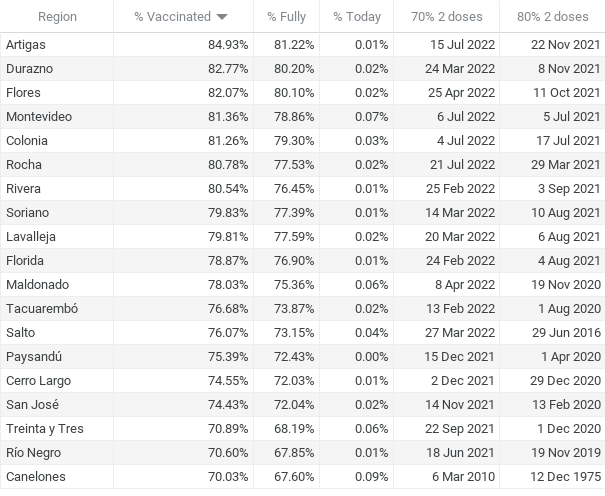 Region % Vaccinated % Fully % Today 70% 2 doses 80% 2 doses
Artigas 84.93% 81.22% 0.01% 15 Jul 2022 22 Nov 2021
Durazno 82.77% 80.20% 0.02% 24 Mar 2022 8 Nov 2021
Flores 82.07% 80.10% 0.02% 25 Apr 2022 11 Oct 2021
Montevideo 81.36% 78.86% 0.07% 6 Jul 2022 5 Jul 2021
Colonia 81.26% 79.30% 0.03% 4 Jul 2022 17 Jul 2021
Rocha 80.78% 77.53% 0.02% 21 Jul 2022 29 Mar 2021
Rivera 80.54% 76.45% 0.01% 25 Feb 2022 3 Sep 2021
Soriano 79.83% 77.39% 0.01% 14 Mar 2022 10 Aug 2021
Lavalleja 79.81% 77.59% 0.02% 20 Mar 2022 6 Aug 2021
Florida 78.87% 76.90% 0.01% 24 Feb 2022 4 Aug 2021
Maldonado 78.03% 75.36% 0.06% 8 Apr 2022 19 Nov 2020
Tacuarembó 76.68% 73.87% 0.02% 13 Feb 2022 1 Aug 2020
Salto 76.07% 73.15% 0.04% 27 Mar 2022 29 Jun 2016
Paysandú 75.39% 72.43% 0.00% 15 Dec 2021 1 Apr 2020
Cerro Largo 74.55% 72.03% 0.01% 2 Dec 2021 29 Dec 2020
San José 74.43% 72.04% 0.02% 14 Nov 2021 13 Feb 2020
Treinta y Tres 70.89% 68.19% 0.06% 22 Sep 2021 1 Dec 2020
Río Negro 70.60% 67.85% 0.01% 18 Jun 2021 19 Nov 2019
Canelones 70.03% 67.60% 0.09% 6 Mar 2010 12 Dec 1975